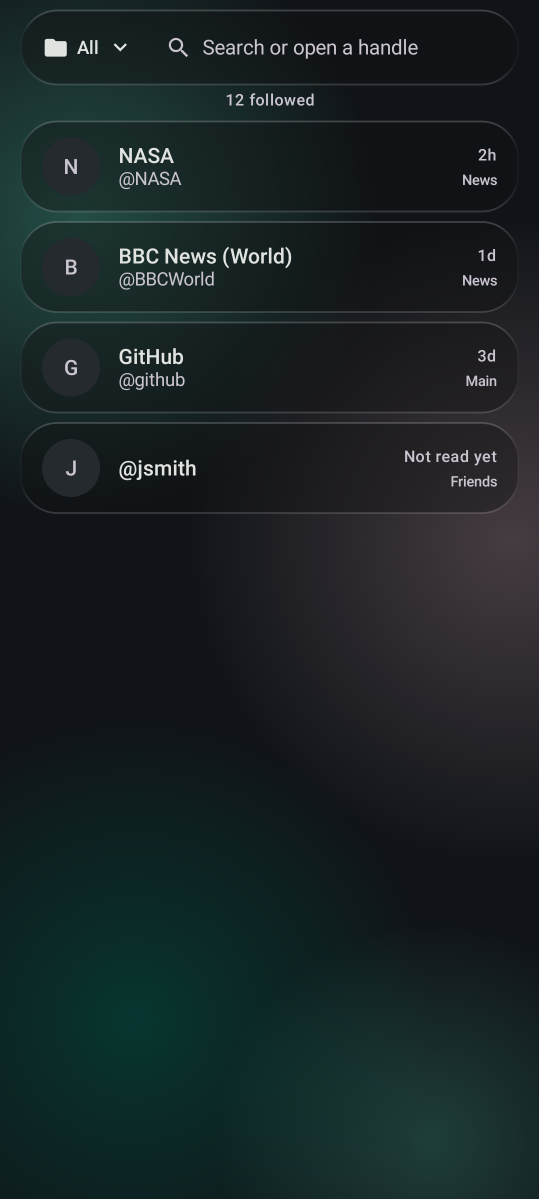 All
Search or open a handle
12 followed
N
NASA
@NASA
2h
News
B
BBC News (World)
@BBCWorld
1d
News
G
GitHub
@github
3d
Main
J
@jsmith
Not read yet
Friends